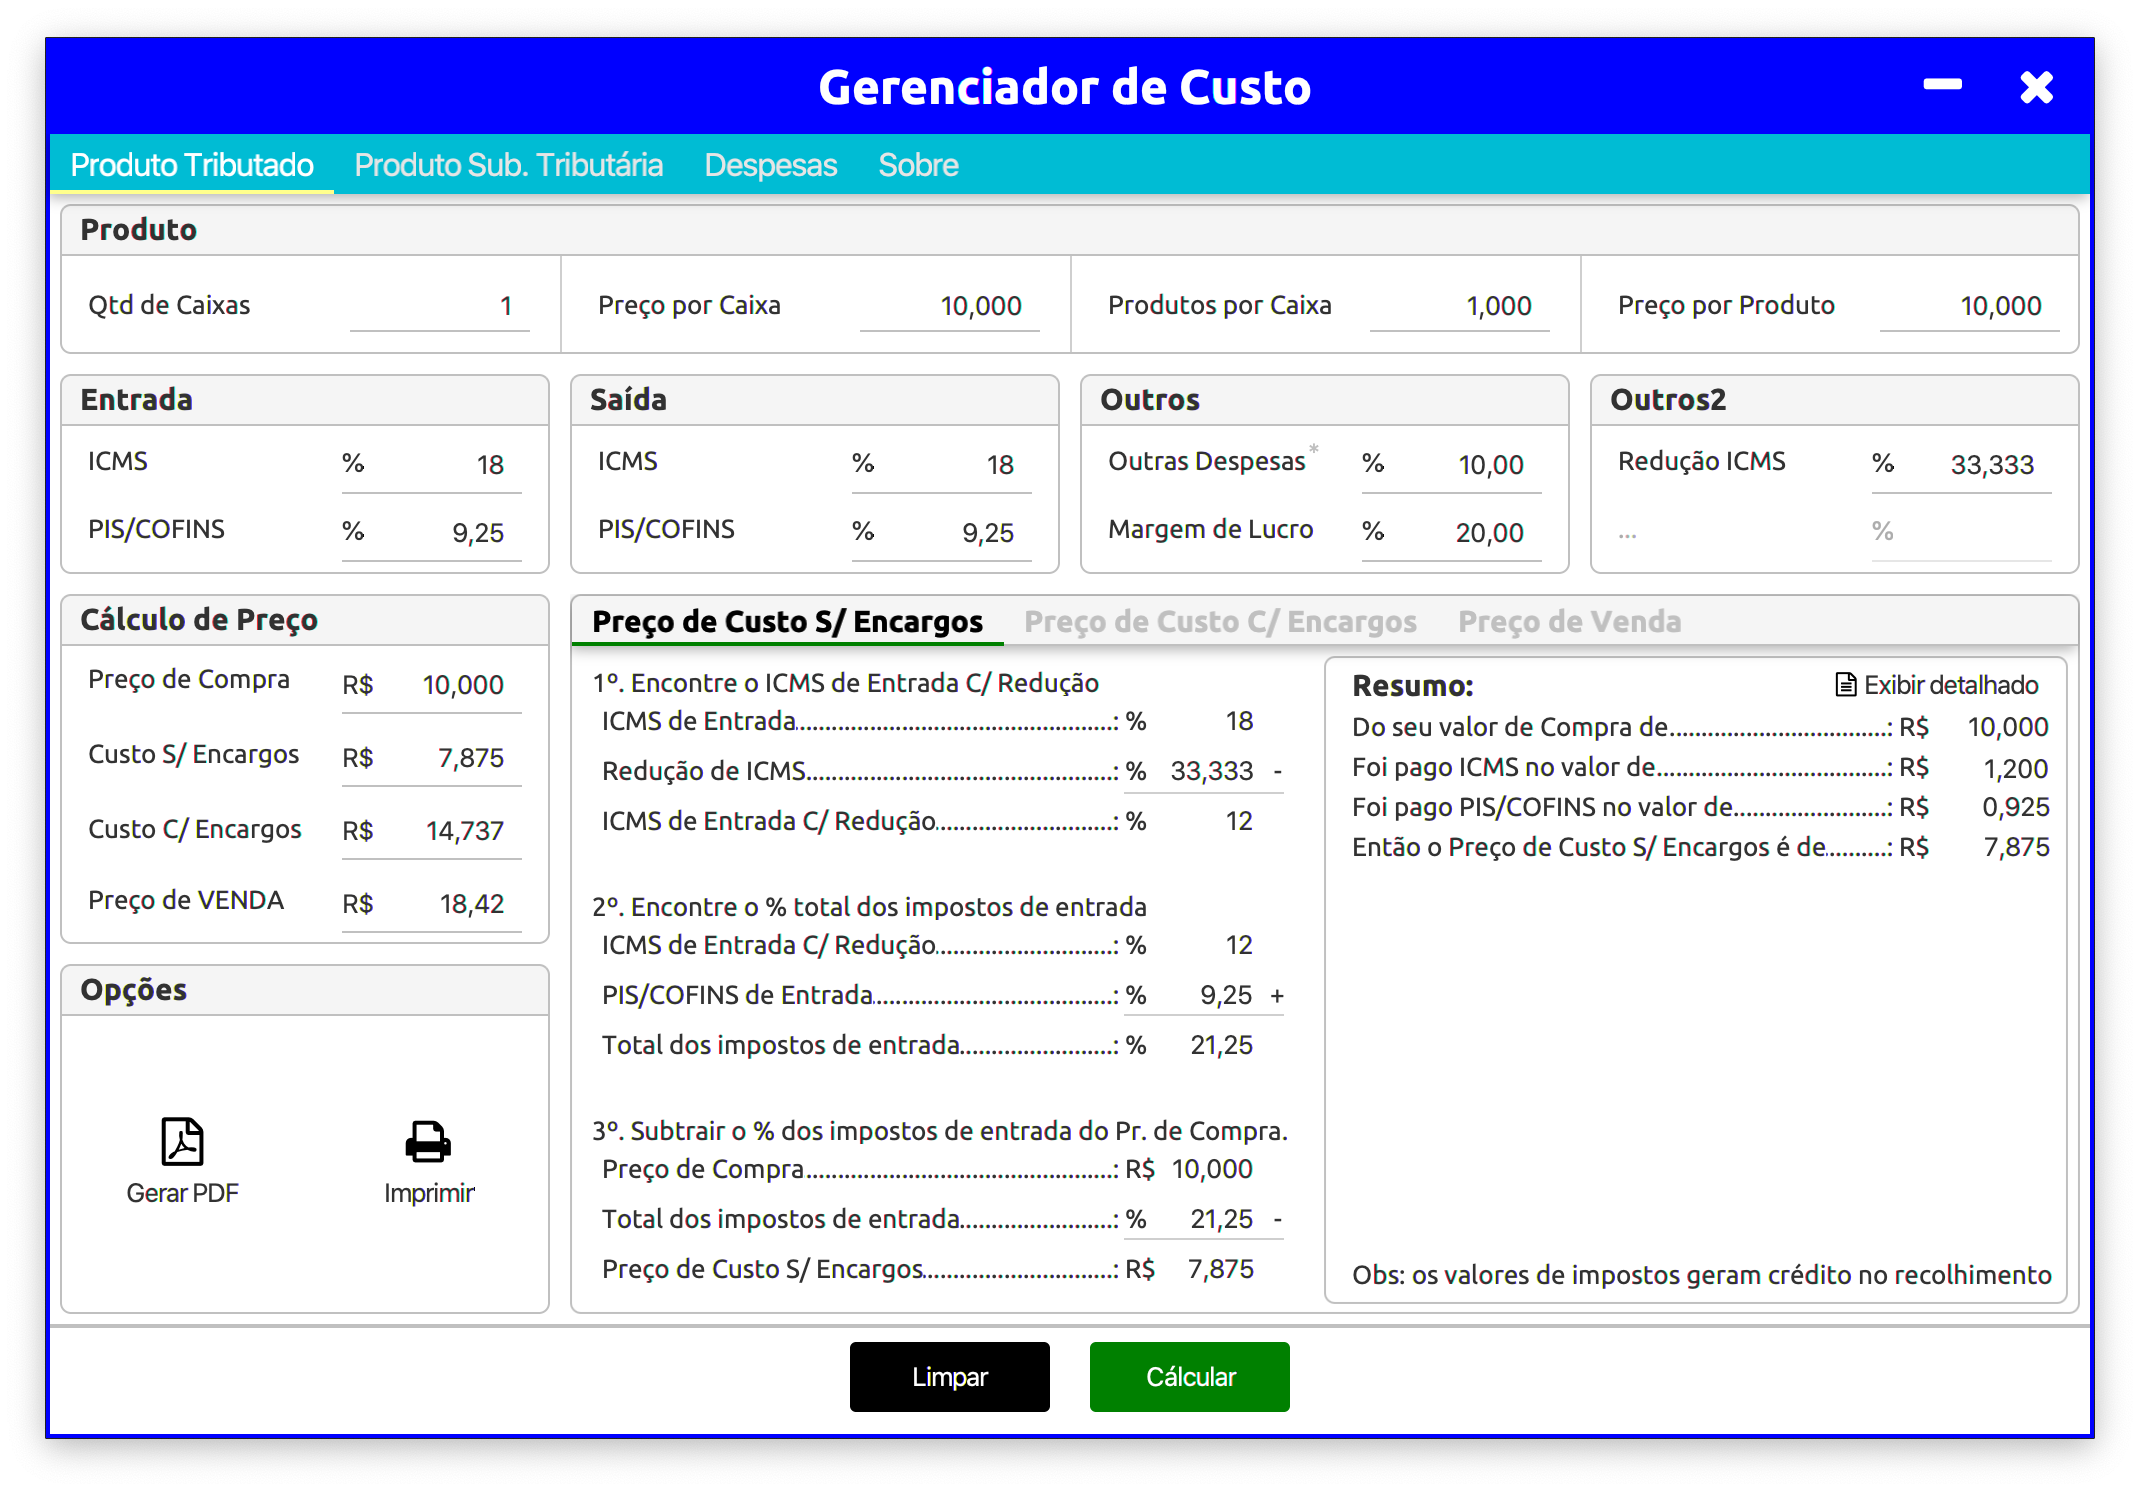 Gerenciador de Custo
Produto Tributado Produto Sub. Tributária Despesas Sobre
Produto
Qtd de Caixas 1 Preço por Caixa 10,000 Produtos por Caixa 1,000 Preço por Produto 10,000
Entrada Saída Outros Outros2
ICMS % 18 ICMS % 18 Outras Despesas* % 10,00 Redução ICMS % 33,333
PIS/COFINS % 9,25 PIS/COFINS % 9,25 Margem de Lucro % 20,00 ... %
Cálculo de Preço
Preço de Compra R$ 10,000
Custo S/ Encargos R$ 7,875
Custo C/ Encargos R$ 14,737
Preço de VENDA R$ 18,42
Opções
Gerar PDF Imprimir
Preço de Custo S/ Encargos Preço de Custo C/ Encargos Preço de Venda
1º. Encontre o ICMS de Entrada C/ Redução
ICMS de Entrada..................................................: % 18
Redução de ICMS.................................................: % 33,333 -
ICMS de Entrada C/ Redução............................: % 12
2º. Encontre o % total dos impostos de entrada
ICMS de Entrada C/ Redução............................: % 12
PIS/COFINS de Entrada......................................: % 9,25 +
Total dos impostos de entrada........................: % 21,25
3º. Subtrair o % dos impostos de entrada do Pr. de Compra.
Preço de Compra.................................................: R$ 10,000
Total dos impostos de entrada........................: % 21,25 -
Preço de Custo S/ Encargos..............................: R$ 7,875
Resumo: Exibir detalhado
Do seu valor de Compra de..................................: R$ 10,000
Foi pago ICMS no valor de....................................: R$ 1,200
Foi pago PIS/COFINS no valor de........................: R$ 0,925
Então o Preço de Custo S/ Encargos é de..........: R$ 7,875
Obs: os valores de impostos geram crédito no recolhimento
Limpar Cálcular